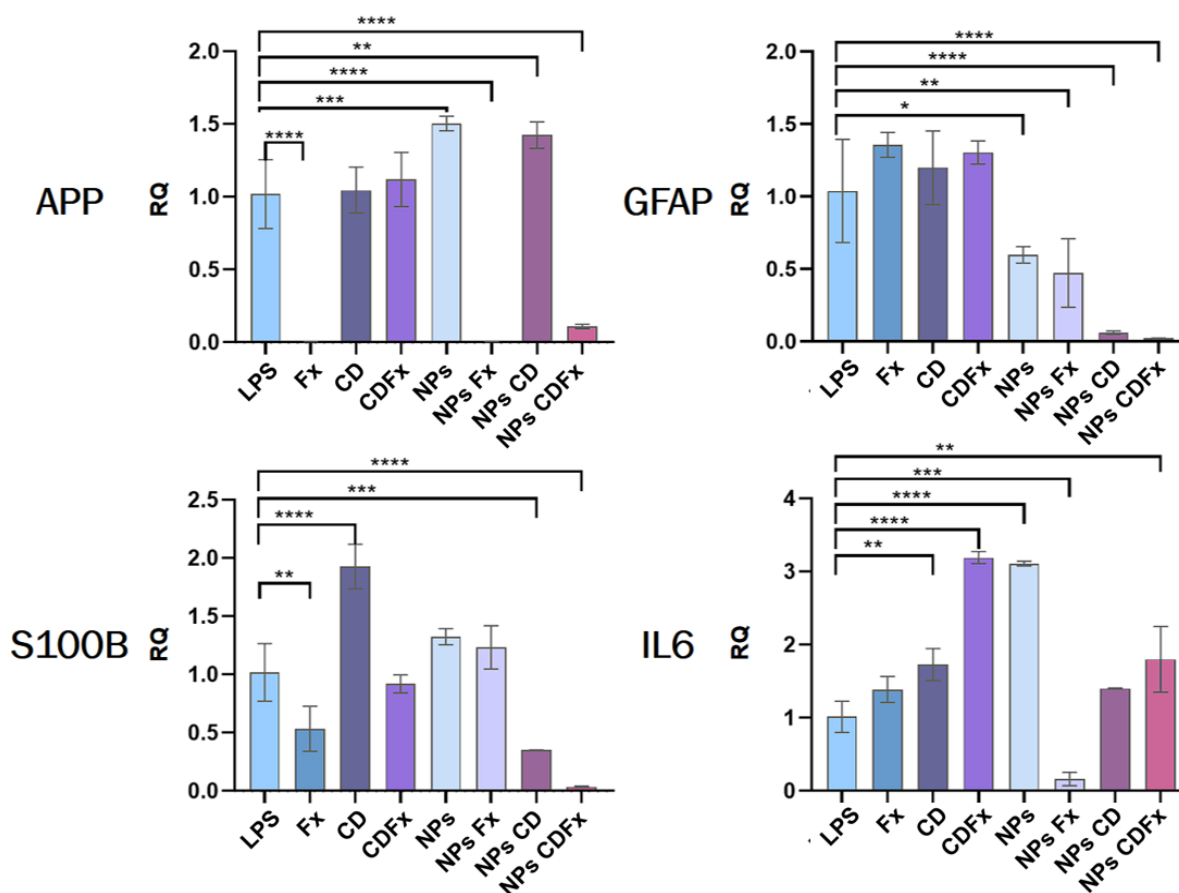 APP
RQ
****
**
****
***
****
2.0
1.5
1.0
0.5
0.0
LPS
Fx
CD
CDFx
NPs
NPs Fx
NPs CD
NPs CDFx
GFAP
RQ
****
****
**
*
2.0
1.5
1.0
0.5
0.0
LPS
Fx
CD
CDFx
NPs
NPs Fx
NPs CD
NPs CDFx
S100B
RQ
****
***
****
**
2.5
2.0
1.5
1.0
0.5
0.0
LPS
Fx
CD
CDFx
NPs
NPs Fx
NPs CD
NPs CDFx
IL6
RQ
**
***
****
****
**
4
3
2
1
0
LPS
Fx
CD
CDFx
NPs
NPs Fx
NPs CD
NPs CDFx